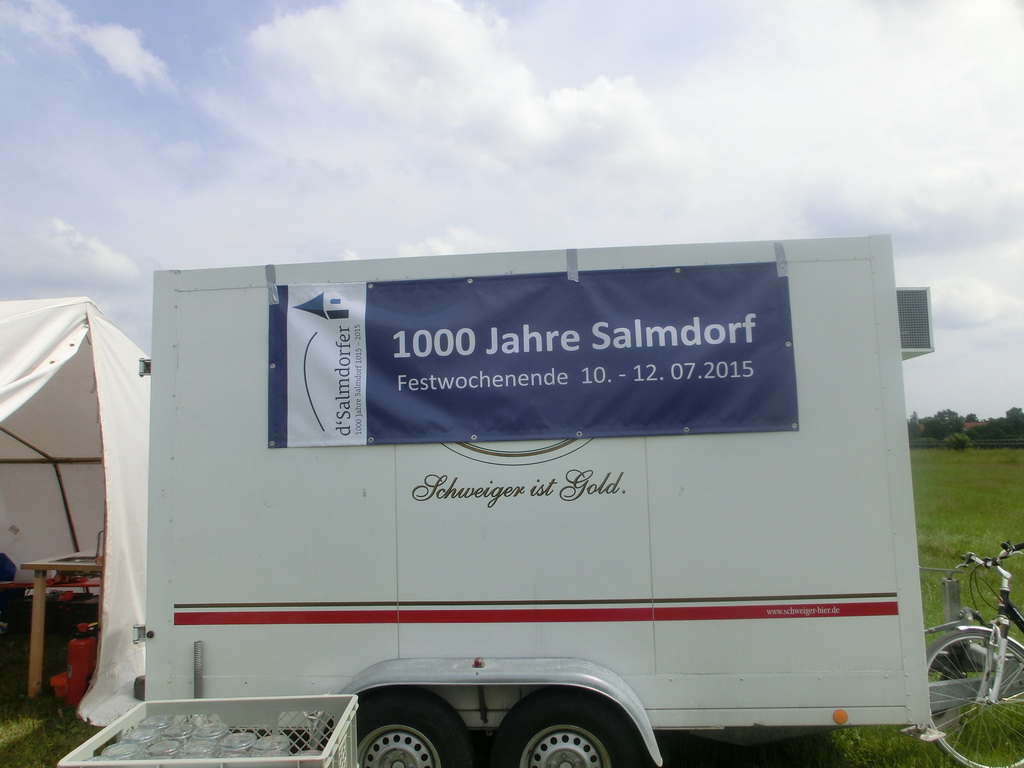 1000 Jahre Salmdorf
Festwochenende 10. - 12. 07.2015
d'Salmdorfer
1000 Jahre Salmdorf 1015 - 2015
Schweiger ist Gold.
www.schweiger-bier.de